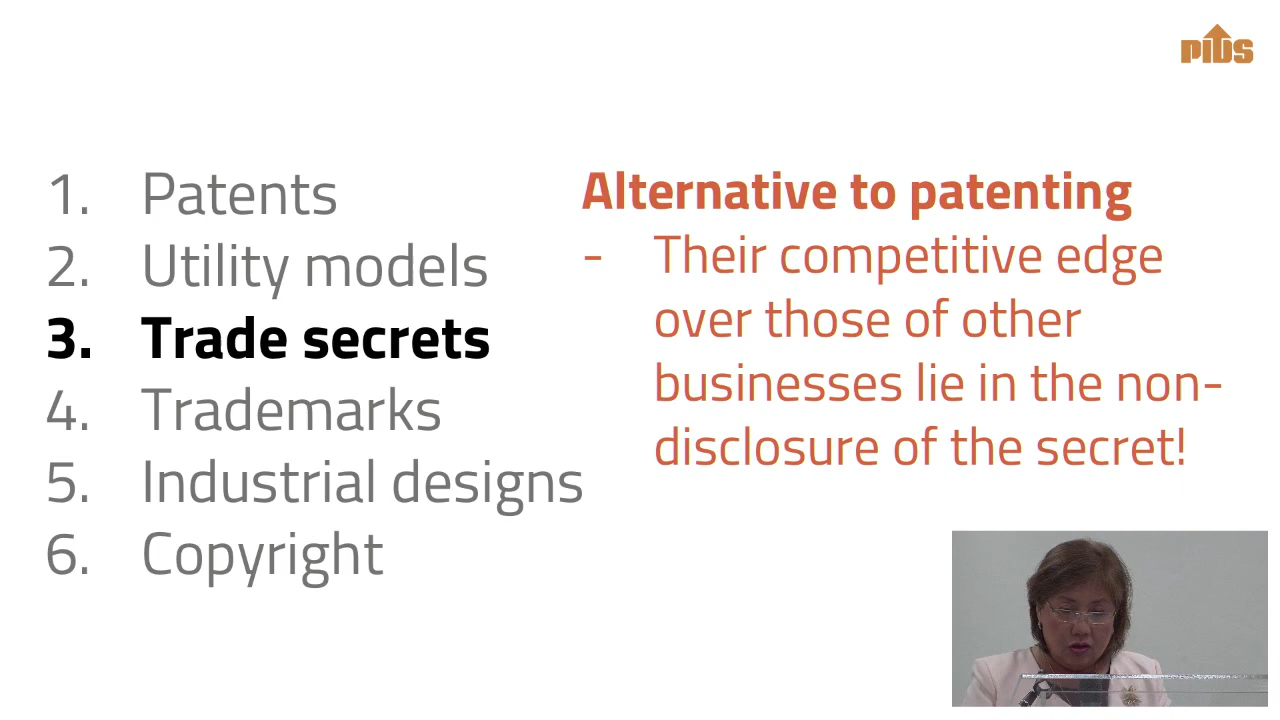 PIDS
1. Patents
2. Utility models
3. Trade secrets
4. Trademarks
5. Industrial designs
6. Copyright
Alternative to patenting
- Their competitive edge
over those of other
businesses lie in the non-
disclosure of the secret!